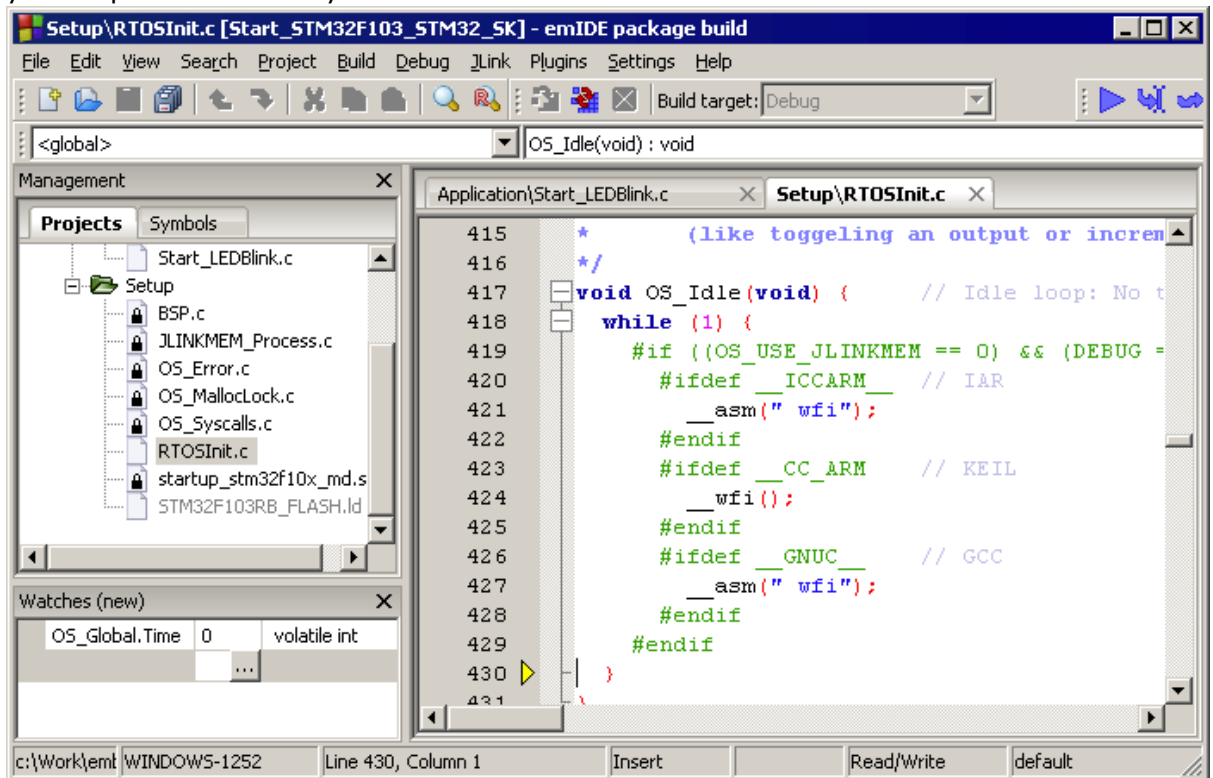 Setup\RTOSInit.c [Start_STM32F103_STM32_SK] - emIDE package build
File Edit View Search Project Build Debug JLink Plugins Settings Help
Build target: Debug
<global> OS_Idle(void) : void
Management
Application\Start_LEDBlink.c Setup\RTOSInit.c
Projects Symbols
Start_LEDBlink.c
Setup
BSP.c
JLINKMEM_Process.c
OS_Error.c
OS_MallocLock.c
OS_Syscalls.c
RTOSInit.c
startup_stm32f10x_md.s
STM32F103RB_FLASH.ld
415 * (like toggeling an output or increm
416 */
417 void OS_Idle(void) { // Idle loop: No t
418 while (1) {
419 #if ((OS_USE_JLINKMEM == 0) && (DEBUG =
420 #ifdef __ICCARM__ // IAR
421 __asm(" wfi");
422 #endif
423 #ifdef __CC_ARM // KEIL
424 __wfi();
425 #endif
426 #ifdef __GNUC__ // GCC
427 __asm(" wfi");
428 #endif
429 #endif
430 }
431 }
Watches (new)
OS_Global.Time 0 volatile int
...
c:\Work\emb WINDOWS-1252 Line 430, Column 1 Insert Read/Write default